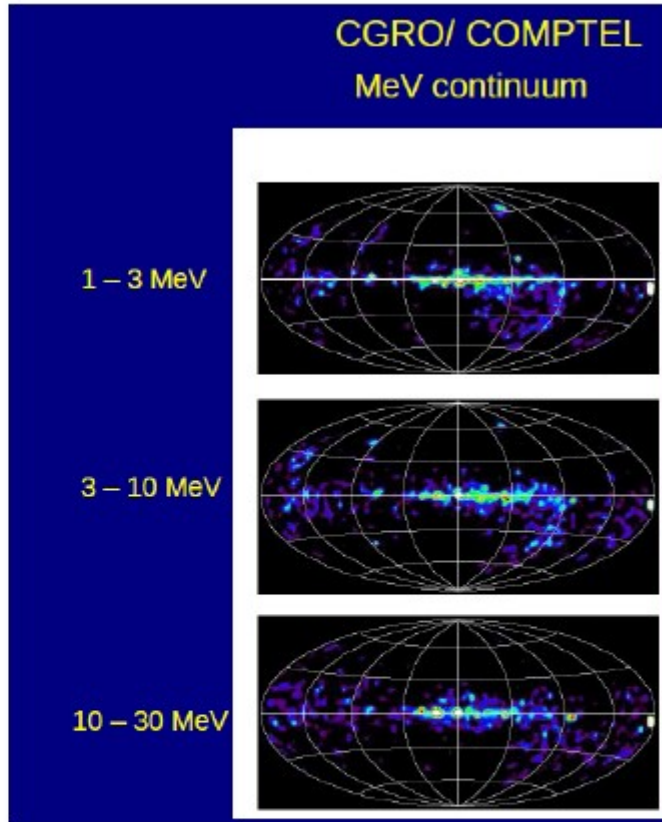 CGRO/ COMPTEL
MeV continuum
1 – 3 MeV
3 – 10 MeV
10 – 30 MeV